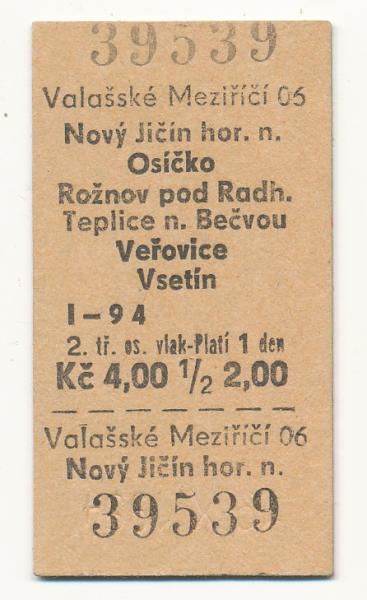 39539
Valašské Meziříčí 06
Nový Jičín hor. n.
Osíčko
Rožnov pod Radh.
Teplice n. Bečvou
Veřovice
Vsetín
I-94
2. tř. os. vlak-Platí 1 den
Kč 4,00 1/2 2,00
Valašské Meziříčí 06
Nový Jičín hor. n.
39539